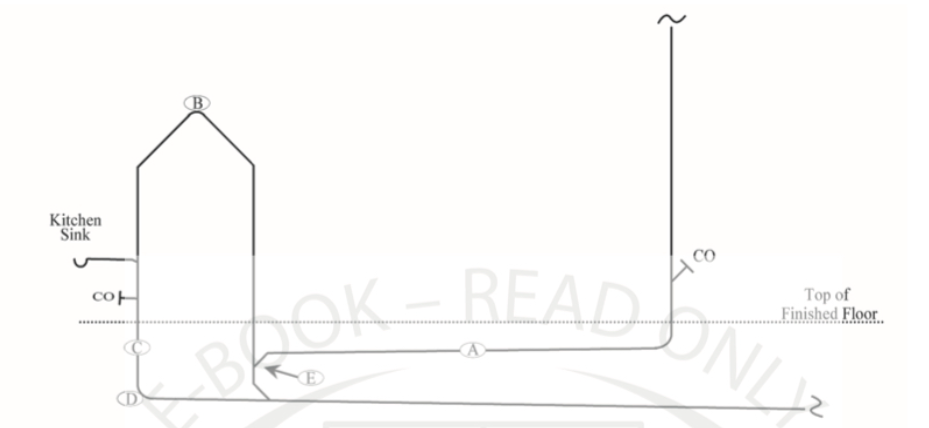 B
Kitchen
Sink
CO
CO
Top of
Finished Floor
C
A
E
D
E-BOOK – READ ONLY